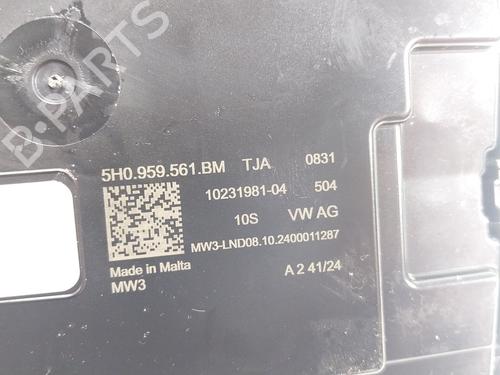 B-PARTS
5H0.959.561.BM TJA 0831
10231981-04 504
10S VW AG
MW3-LND08.10.2400011287
Made in Malta A 2 41/24
MW3